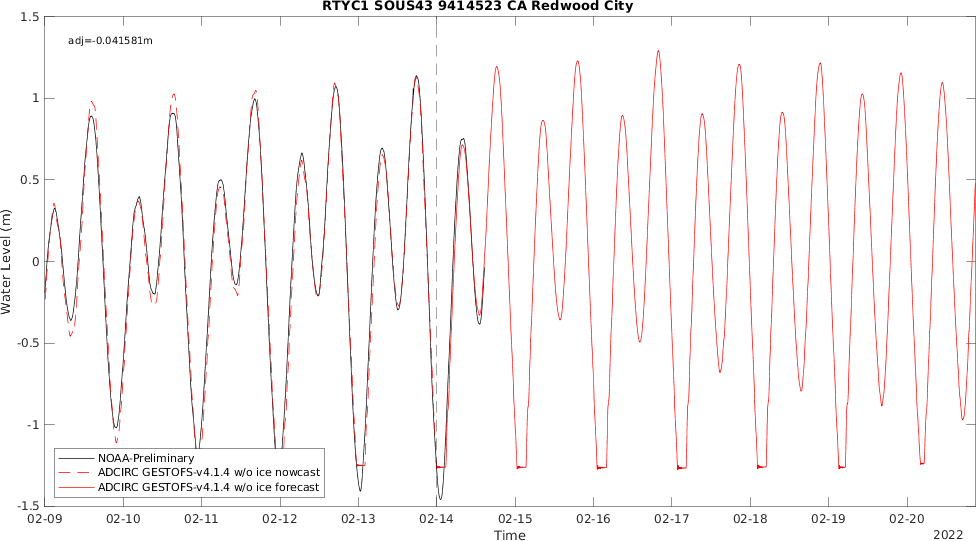 RTYC1 SOUS43 9414523 CA Redwood City
adj=-0.041581m
1.5
1
0.5
0
-0.5
-1
-1.5
Water Level (m)
NOAA-Preliminary
ADCIRC GESTOFS-v4.1.4 w/o ice nowcast
ADCIRC GESTOFS-v4.1.4 w/o ice forecast
02-09 02-10 02-11 02-12 02-13 02-14 02-15 02-16 02-17 02-18 02-19 02-20
Time
2022